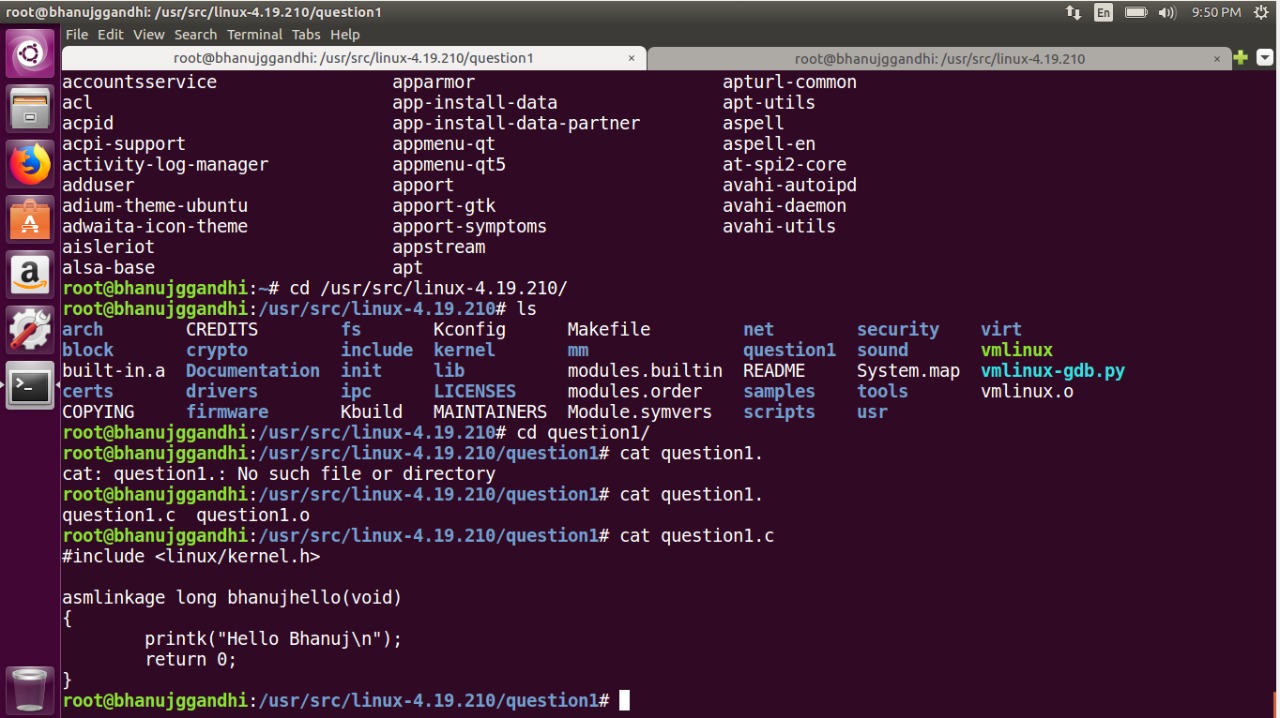 root@bhanujggandhi: /usr/src/linux-4.19.210/question1 En 9:50 PM
File Edit View Search Terminal Tabs Help
root@bhanujggandhi: /usr/src/linux-4.19.210/question1 × root@bhanujggandhi: /usr/src/linux-4.19.210 ×
accountsservice apparmor apturl-common
acl app-install-data apt-utils
acpid app-install-data-partner aspell
acpi-support appmenu-qt aspell-en
activity-log-manager appmenu-qt5 at-spi2-core
adduser apport avahi-autoipd
adium-theme-ubuntu apport-gtk avahi-daemon
adwaita-icon-theme apport-symptoms avahi-utils
aisleriot appstream
alsa-base apt
root@bhanujggandhi:~# cd /usr/src/linux-4.19.210/
root@bhanujggandhi:/usr/src/linux-4.19.210# ls
arch CREDITS fs Kconfig Makefile net security virt
block crypto include kernel mm question1 sound vmlinux
built-in.a Documentation init lib modules.builtin README System.map vmlinux-gdb.py
certs drivers ipc LICENSES modules.order samples tools vmlinux.o
COPYING firmware Kbuild MAINTAINERS Module.symvers scripts usr
root@bhanujggandhi:/usr/src/linux-4.19.210# cd question1/
root@bhanujggandhi:/usr/src/linux-4.19.210/question1# cat question1.
cat: question1.: No such file or directory
root@bhanujggandhi:/usr/src/linux-4.19.210/question1# cat question1.
question1.c question1.o
root@bhanujggandhi:/usr/src/linux-4.19.210/question1# cat question1.c
#include <linux/kernel.h>
asmlinkage long bhanujhello(void)
{
printk("Hello Bhanuj\n");
return 0;
}
root@bhanujggandhi:/usr/src/linux-4.19.210/question1#